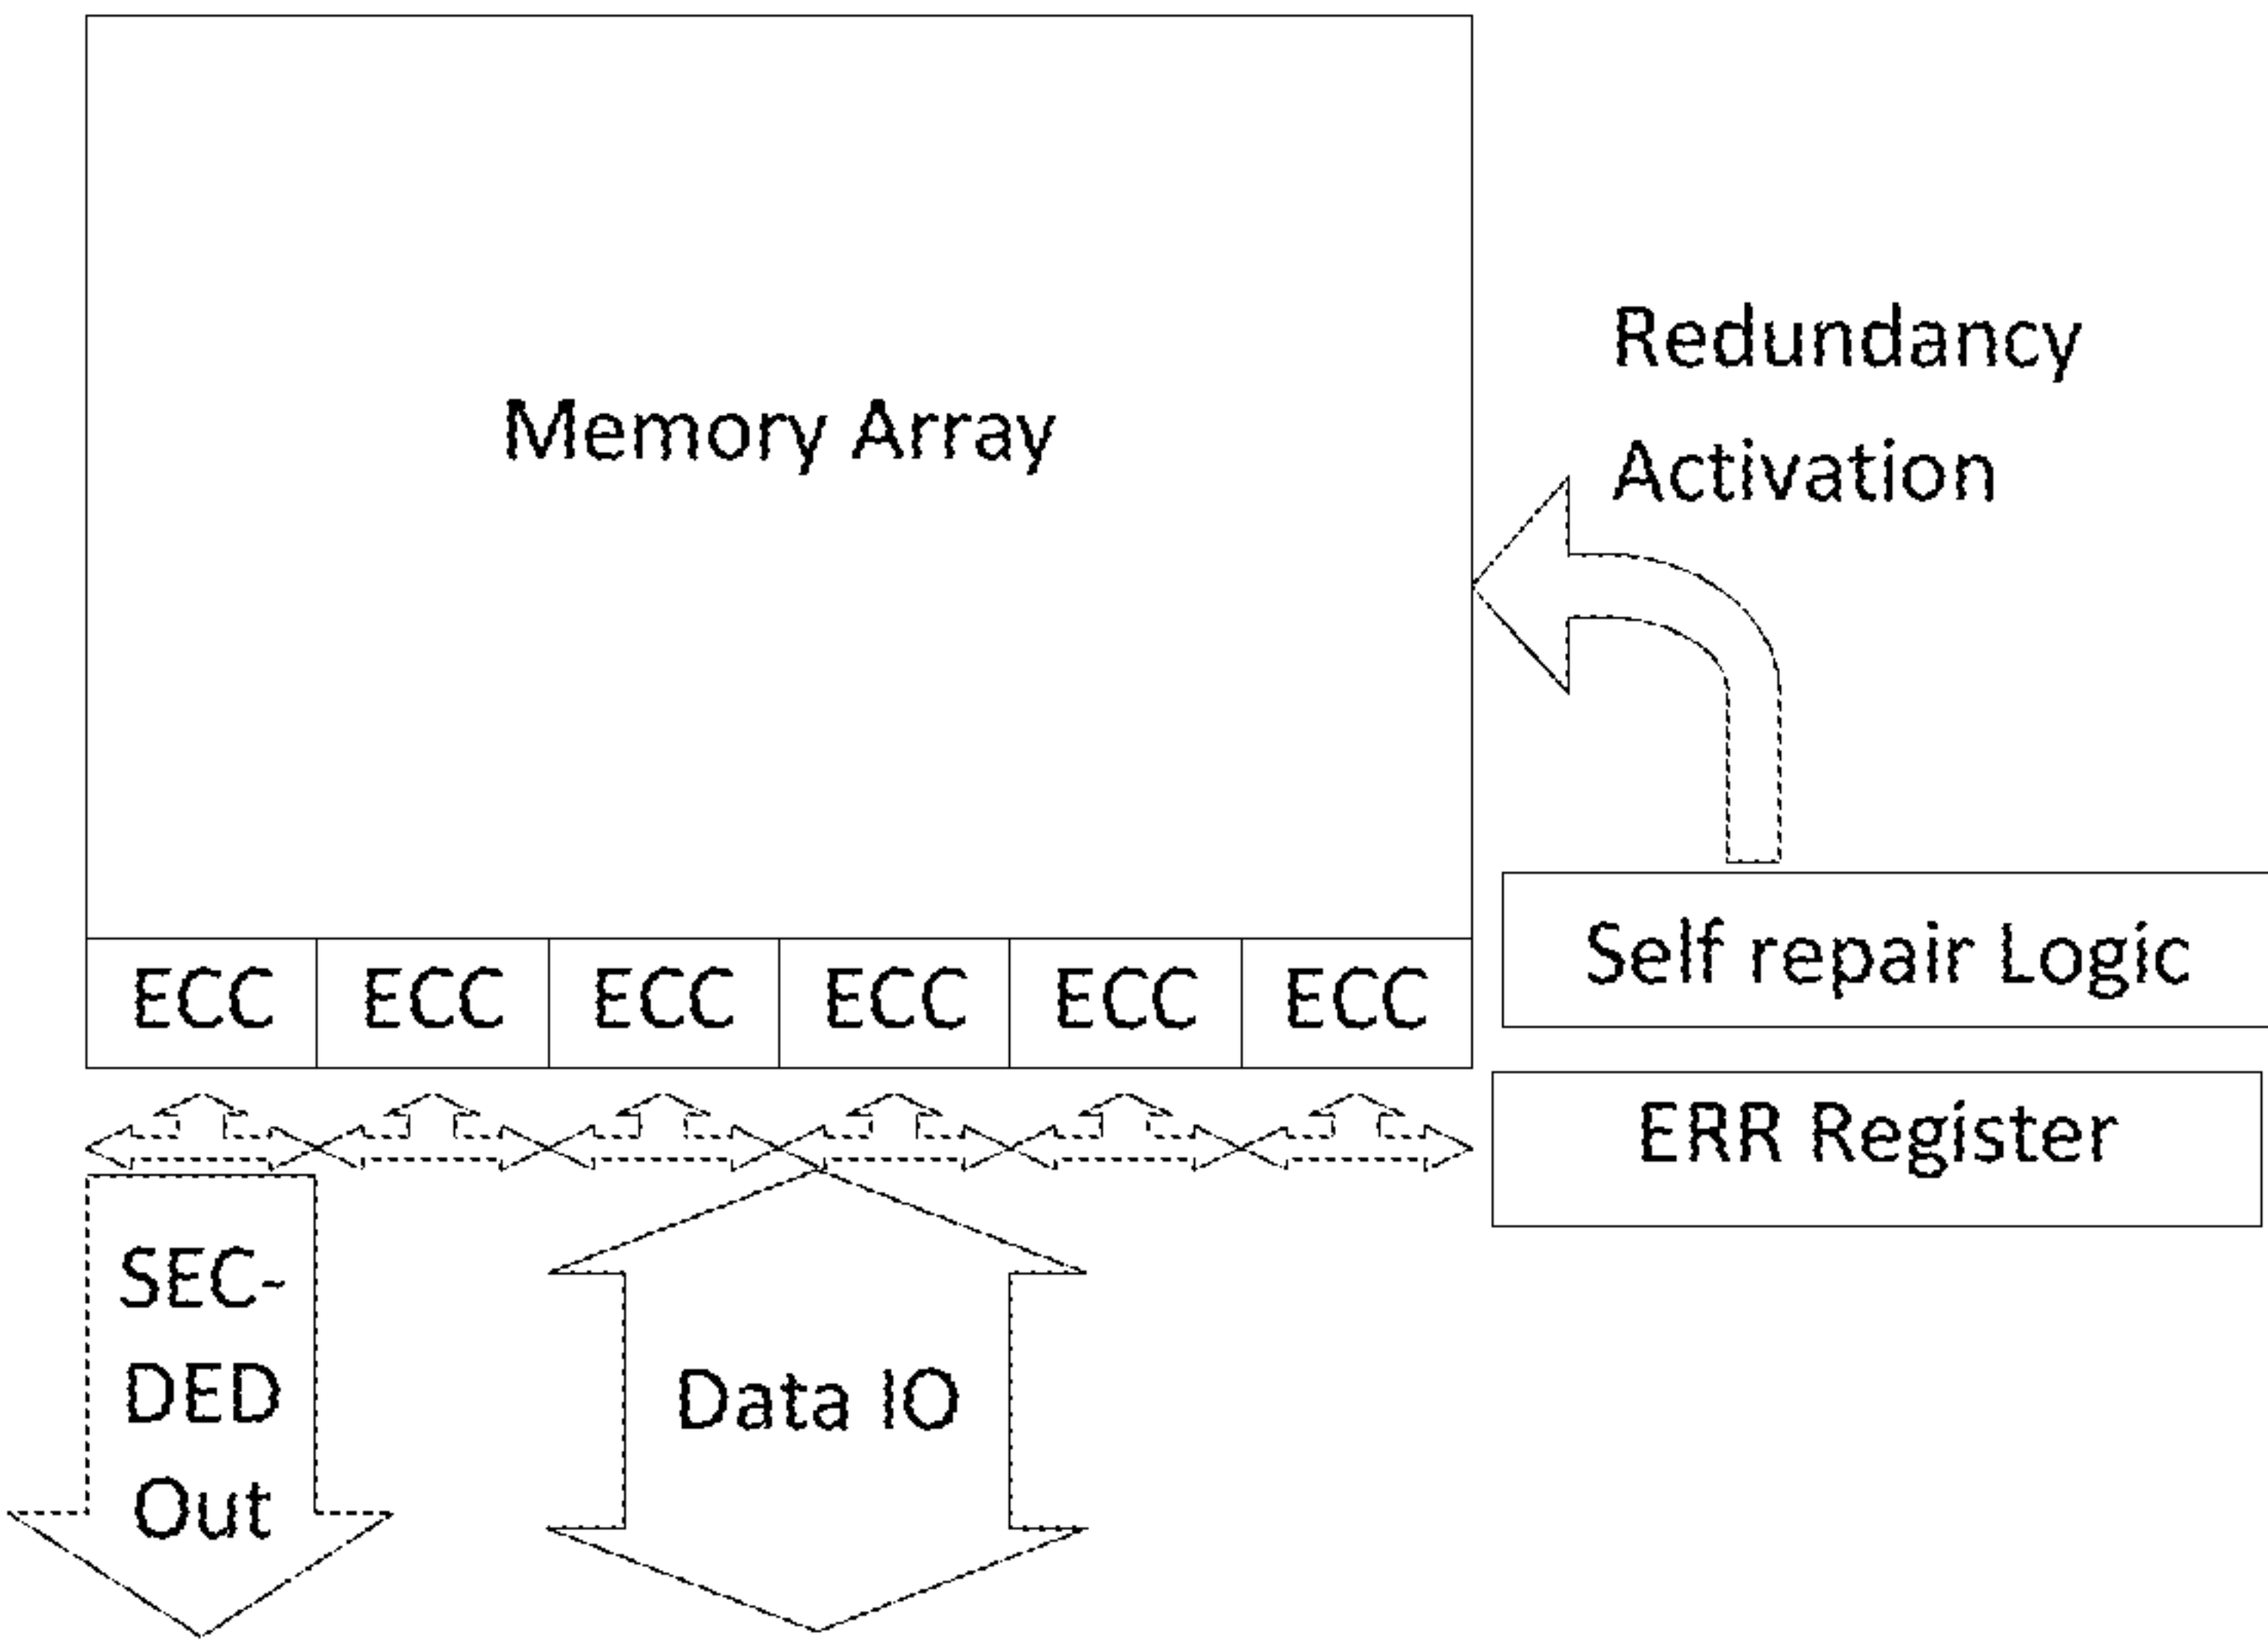 Memory Array
Redundancy
Activation
ECC ECC ECC ECC ECC ECC
Self repair Logic
ERR Register
SEC-
DED
Out
Data IO